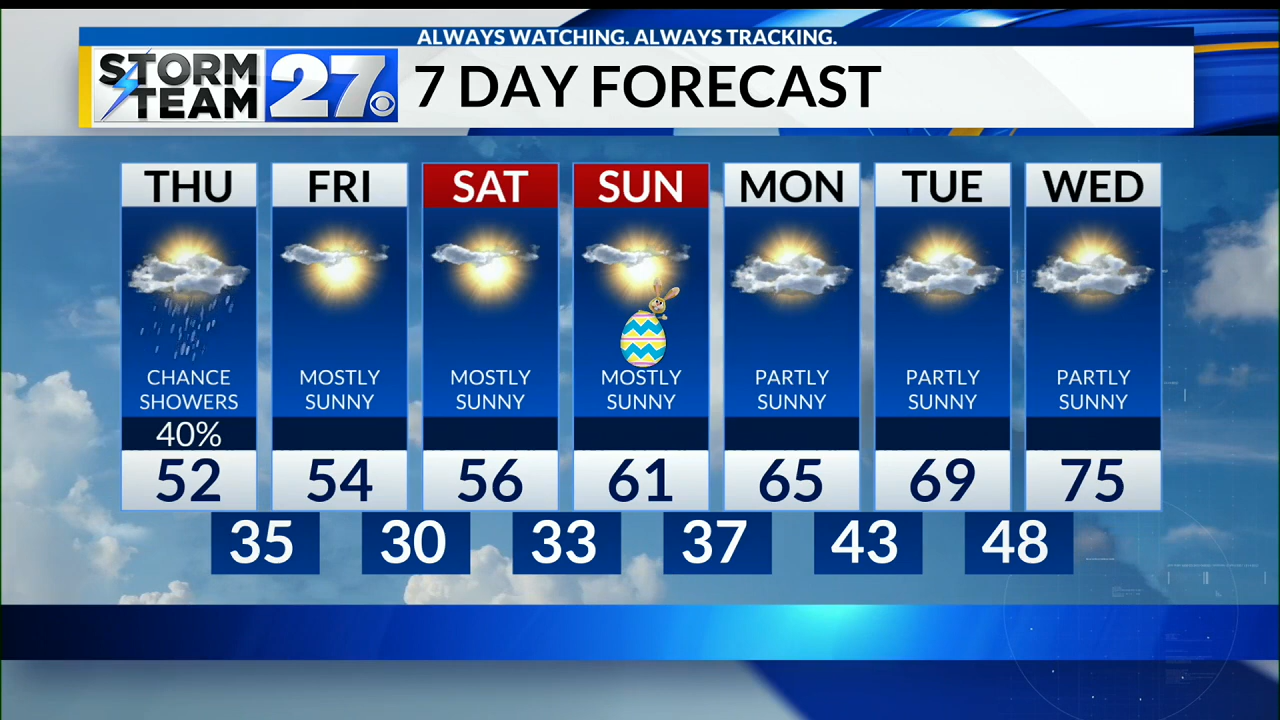 ALWAYS WATCHING. ALWAYS TRACKING.
STORM
TEAM
27
7 DAY FORECAST
THU
FRI
SAT
SUN
MON
TUE
WED
CHANCE
SHOWERS
MOSTLY
SUNNY
MOSTLY
SUNNY
MOSTLY
SUNNY
PARTLY
SUNNY
PARTLY
SUNNY
PARTLY
SUNNY
40%
52
54
56
61
65
69
75
35
30
33
37
43
48